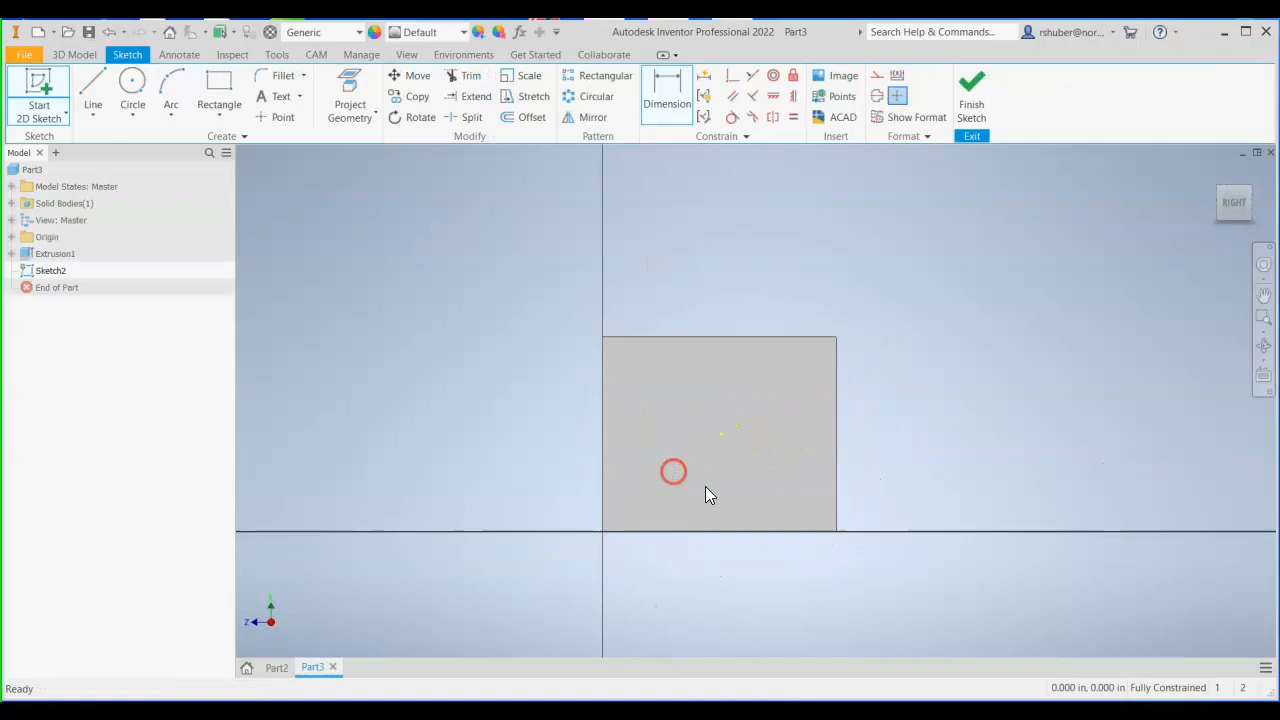 Generic
Default
Autodesk Inventor Professional 2022 Part3
Search Help & Commands...
rshuber@nor...
File 3D Model Sketch Annotate Inspect Tools CAM Manage View Environments Get Started Collaborate
Start
2D Sketch
Line Circle Arc Rectangle
Fillet
Text
Point
Project
Geometry
Move Trim Scale
Copy Extend Stretch
Rotate Split Offset
Rectangular
Circular
Mirror
Dimension
Image
Points
ACAD
Show Format
Finish
Sketch
Sketch Create Modify Pattern Constrain Insert Format Exit
Model
Part3
Model States: Master
Solid Bodies(1)
View: Master
Origin
Extrusion1
Sketch2
End of Part
RIGHT
Y
Z
Part2 Part3
Ready
0.000 in, 0.000 in Fully Constrained 1 2